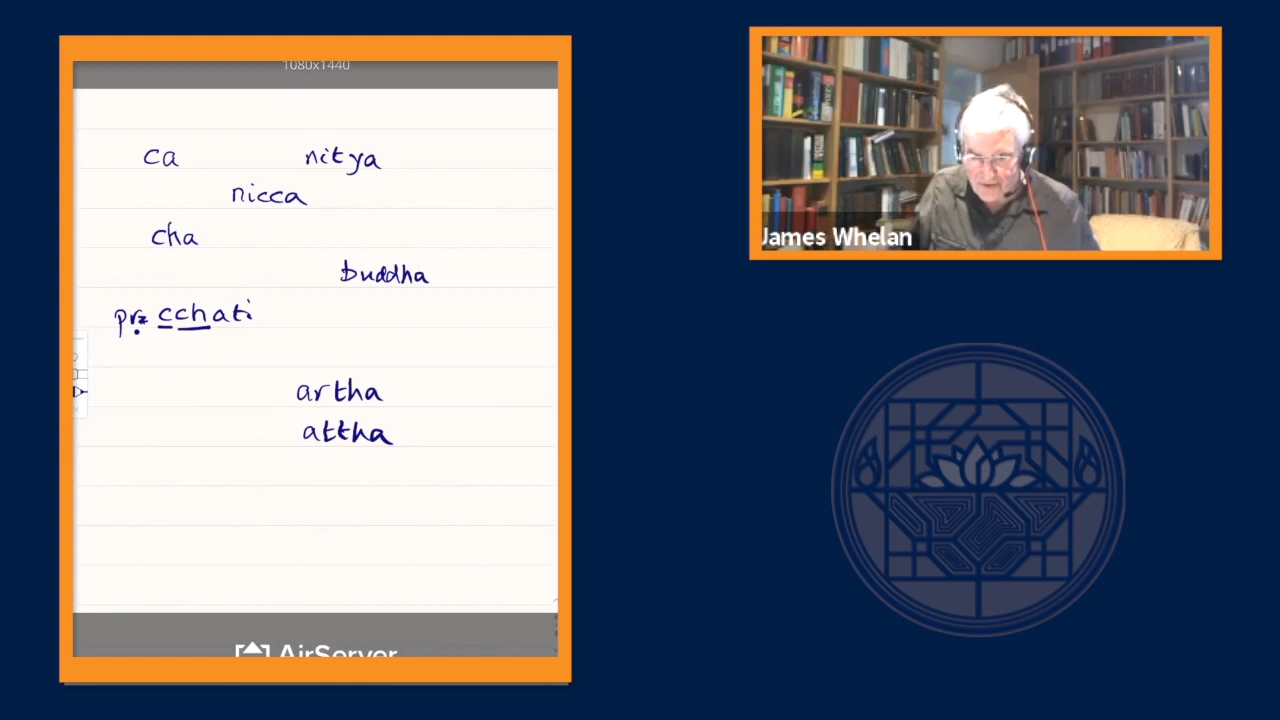 1080x1440
ca nitya
nicca
cha
buddha
pṛcchati
artha
attha
AirServer
James Whelan